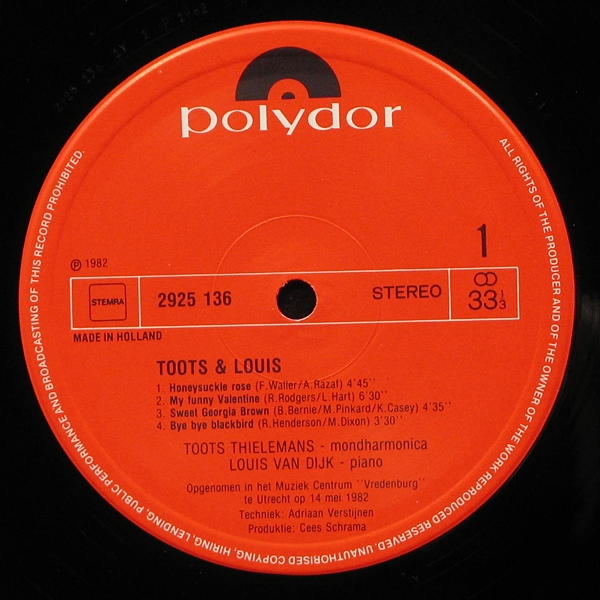 polydor
1
℗ 1982
STEMRA
2925 136
STEREO
33 1/3
MADE IN HOLLAND
TOOTS & LOUIS
1. Honeysuckle rose (F.Waller/A.Razaf) 4'45''
2. My funny Valentine (R.Rodgers/L.Hart) 6'30''
3. Sweet Georgia Brown (B.Bernie/M.Pinkard/K.Casey) 4'35''
4. Bye bye blackbird (R.Henderson/M.Dixon) 3'30''
TOOTS THIELEMANS - mondharmonica
LOUIS VAN DIJK - piano
Opgenomen in het Muziek Centrum ''Vredenburg''
te Utrecht op 14 mei 1982
Techniek: Adriaan Verstijnen
Produktie: Cees Schrama
ALL RIGHTS OF THE PRODUCER AND OF THE OWNER OF THE WORK REPRODUCED RESERVED. UNAUTHORISED COPYING, HIRING, LENDING, PUBLIC PERFORMANCE AND BROADCASTING OF THIS RECORD PROHIBITED.